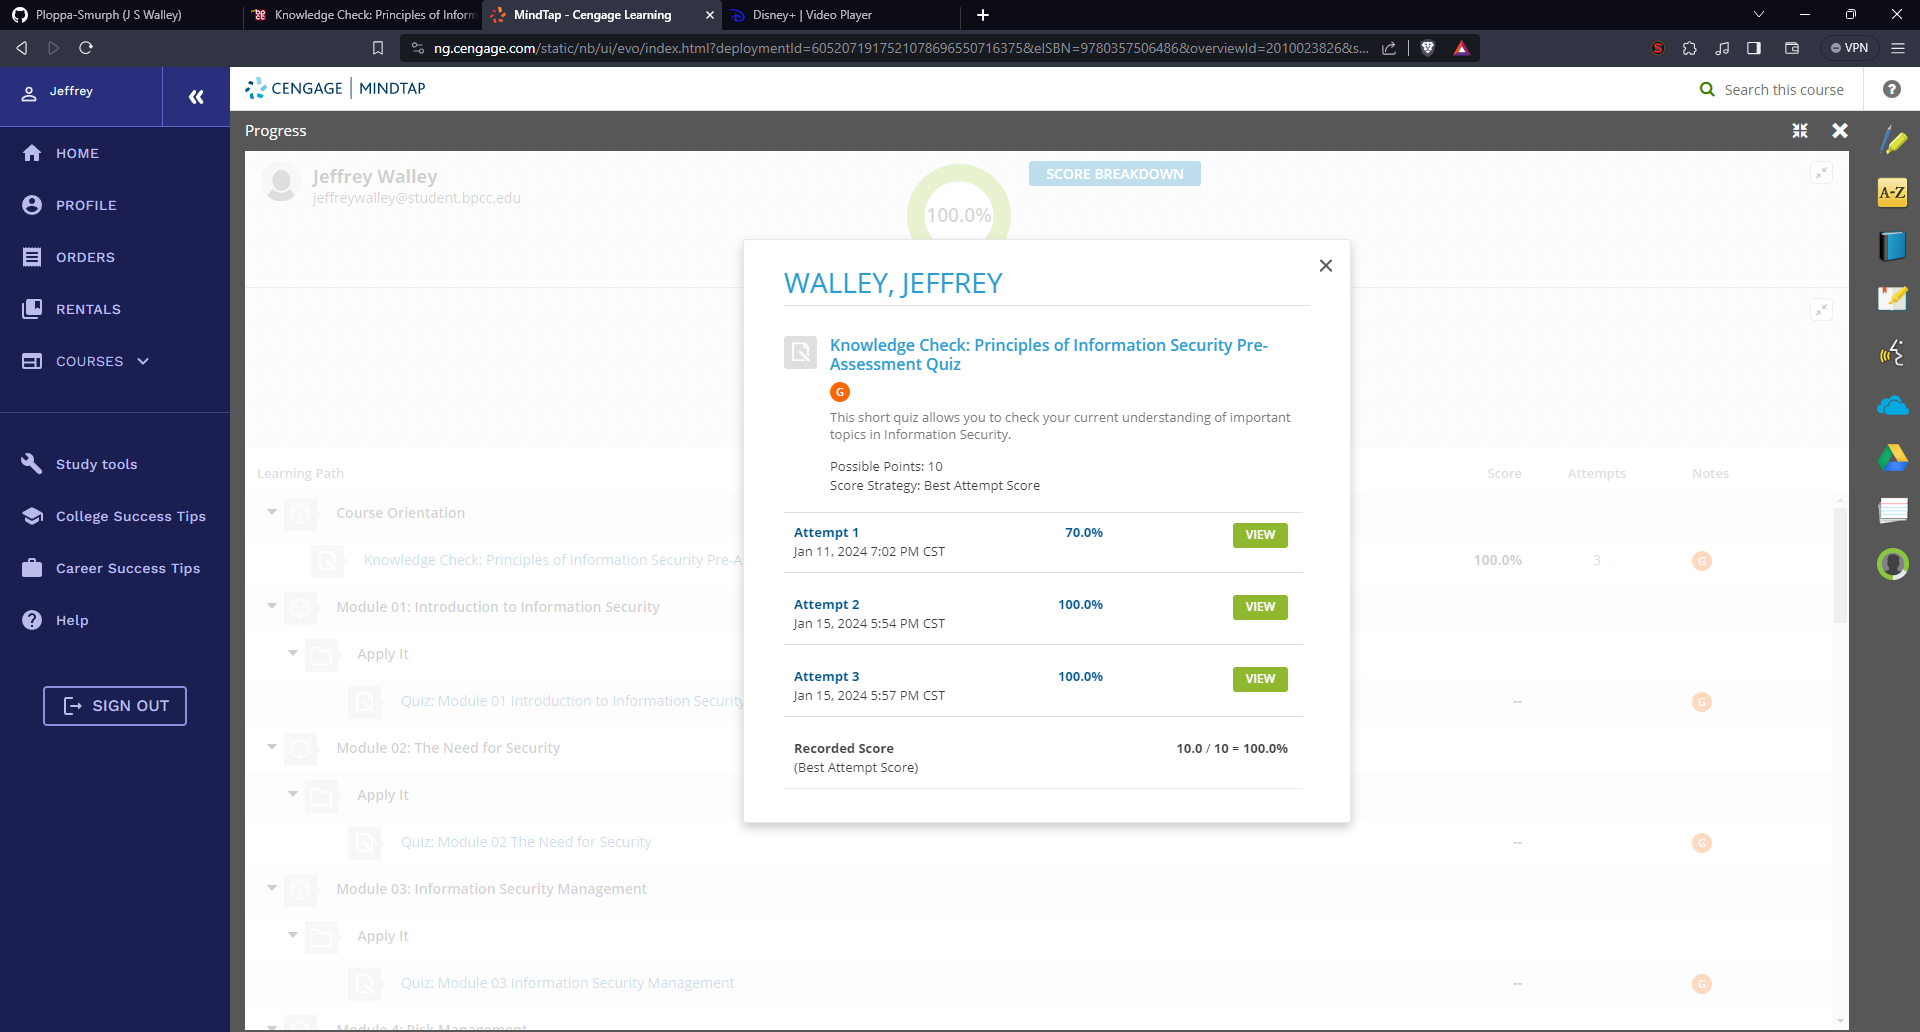 Ploppa-Smurph (J S Walley)
Knowledge Check: Principles of Inform
MindTap - Cengage Learning
Disney+ | Video Player
ng.cengage.com/static/nb/ui/evo/index.html?deploymentId=6052071917521078696550716375&eISBN=9780357506486&overviewId=2010023826&s...
VPN
Jeffrey
CENGAGE | MINDTAP
Search this course
Progress
HOME
PROFILE
ORDERS
RENTALS
COURSES
Study tools
College Success Tips
Career Success Tips
Help
SIGN OUT
Jeffrey Walley
jeffreywalley@student.bpcc.edu
100.0%
SCORE BREAKDOWN
A-Z
WALLEY, JEFFREY
Knowledge Check: Principles of Information Security Pre-
Assessment Quiz
G
This short quiz allows you to check your current understanding of important
topics in Information Security.
Possible Points: 10
Score Strategy: Best Attempt Score
Attempt 1 70.0% VIEW
Jan 11, 2024 7:02 PM CST
Attempt 2 100.0% VIEW
Jan 15, 2024 5:54 PM CST
Attempt 3 100.0% VIEW
Jan 15, 2024 5:57 PM CST
Recorded Score 10.0 / 10 = 100.0%
(Best Attempt Score)
Learning Path Score Attempts Notes
Course Orientation
Knowledge Check: Principles of Information Security Pre-A 100.0% 3 G
Module 01: Introduction to Information Security
Apply It
Quiz: Module 01 Introduction to Information Security -- G
Module 02: The Need for Security
Apply It
Quiz: Module 02 The Need for Security -- G
Module 03: Information Security Management
Apply It
Quiz: Module 03 Information Security Management -- G
Module 4: Risk Management